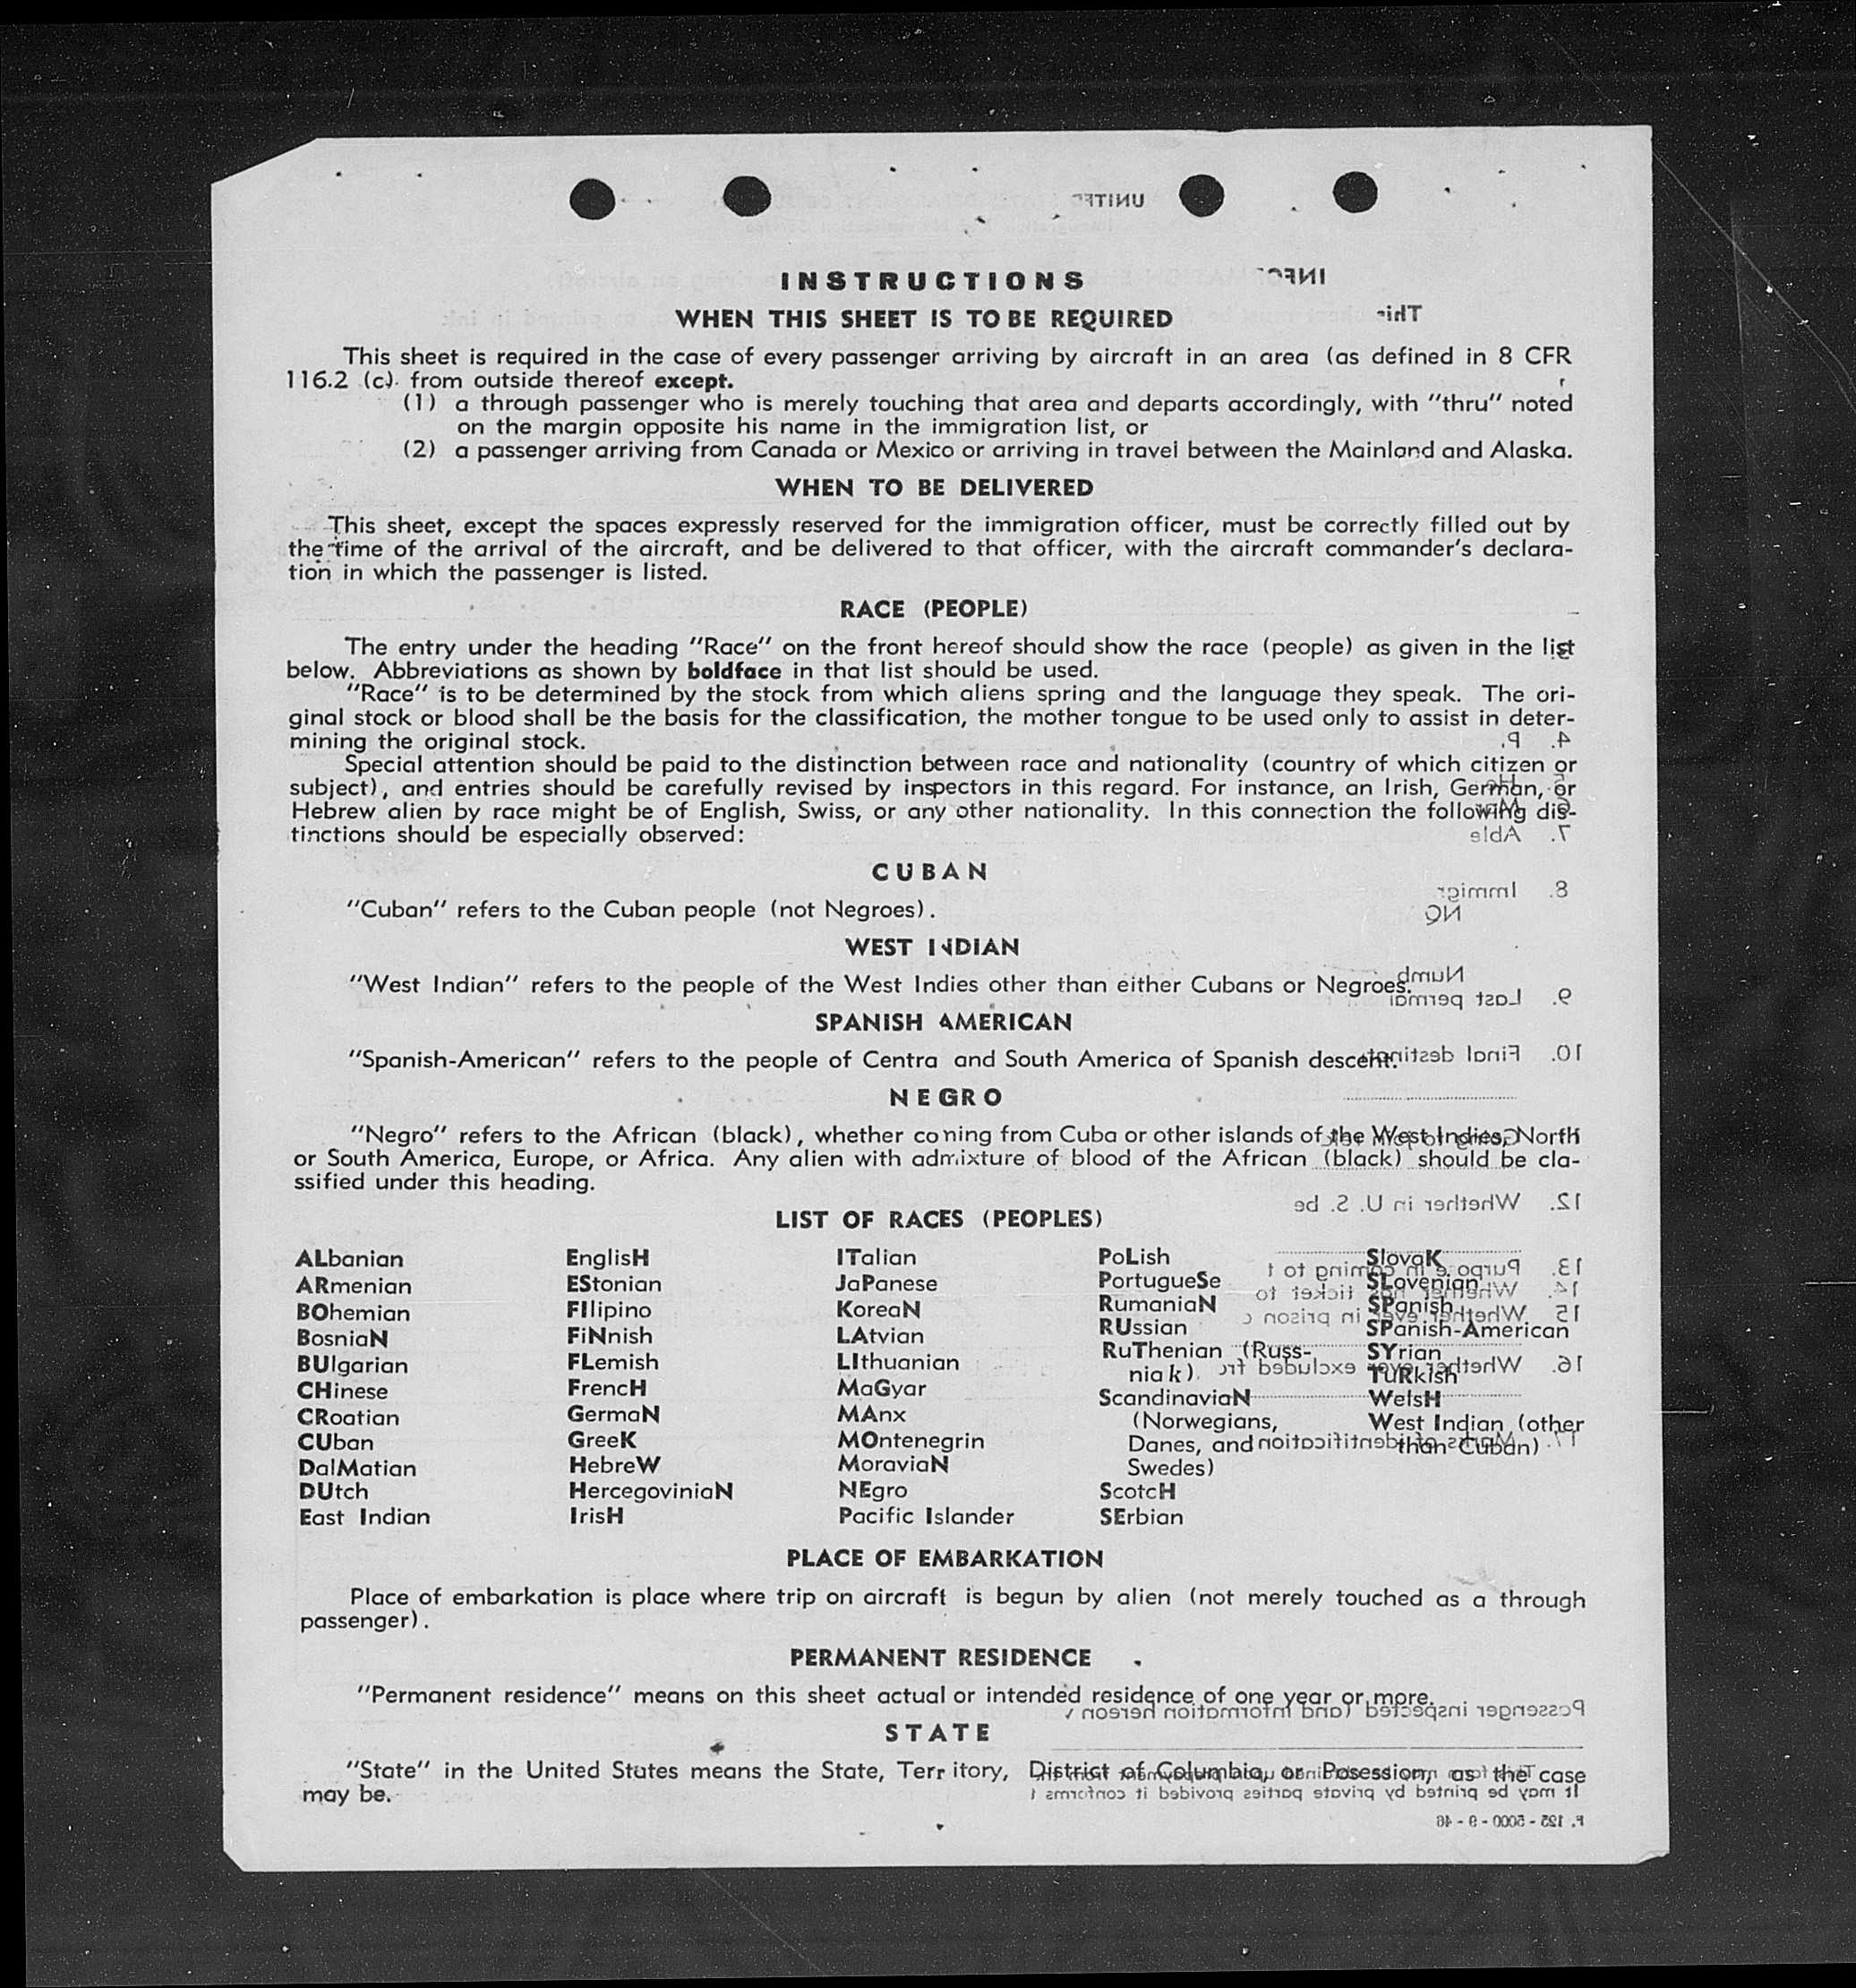 INSTRUCTIONS
WHEN THIS SHEET IS TO BE REQUIRED
This sheet is required in the case of every passenger arriving by aircraft in an area (as defined in 8 CFR
116.2 (c). from outside thereof except.
(1) a through passenger who is merely touching that area and departs accordingly, with "thru" noted
on the margin opposite his name in the immigration list, or
(2) a passenger arriving from Canada or Mexico or arriving in travel between the Mainland and Alaska.
WHEN TO BE DELIVERED
This sheet, except the spaces expressly reserved for the immigration officer, must be correctly filled out by
the time of the arrival of the aircraft, and be delivered to that officer, with the aircraft commander's declara-
tion in which the passenger is listed.
RACE (PEOPLE)
The entry under the heading "Race" on the front hereof should show the race (people) as given in the list
below. Abbreviations as shown by boldface in that list should be used.
"Race" is to be determined by the stock from which aliens spring and the language they speak. The ori-
ginal stock or blood shall be the basis for the classification, the mother tongue to be used only to assist in deter-
mining the original stock.
Special attention should be paid to the distinction between race and nationality (country of which citizen or
subject), and entries should be carefully revised by inspectors in this regard. For instance, an Irish, German, or
Hebrew alien by race might be of English, Swiss, or any other nationality. In this connection the following dis-
tinctions should be especially observed:
CUBAN
"Cuban" refers to the Cuban people (not Negroes).
WEST INDIAN
"West Indian" refers to the people of the West Indies other than either Cubans or Negroes.
SPANISH AMERICAN
"Spanish-American" refers to the people of Centra and South America of Spanish descent.
NEGRO
"Negro" refers to the African (black), whether coming from Cuba or other islands of the West Indies, North
or South America, Europe, or Africa. Any alien with admixture of blood of the African (black) should be cla-
ssified under this heading.
LIST OF RACES (PEOPLES)
ALbanian
ARmenian
BOhemian
BosniaN
BUlgarian
CHinese
CRoatian
CUban
DalMatian
DUtch
East Indian
EnglisH
EStonian
FIlipino
FiNnish
FLemish
FrencH
GermaN
GreeK
HebreW
HercegoviniaN
IrisH
ITalian
JaPanese
KoreaN
LAtvian
LIthuanian
MaGyar
MAnx
MOntenegrin
MoraviaN
NEgro
Pacific Islander
PoLish
PortugueSe
RumaniaN
RUssian
RuThenian (Russ-
niak)
ScandinaviaN
(Norwegians,
Danes, and
Swedes)
ScotcH
SErbian
SlovaK
SLovenian
SPanish
SPanish-American
SYrian
TuRkish
WelsH
West Indian (other
than Cuban)
PLACE OF EMBARKATION
Place of embarkation is place where trip on aircraft is begun by alien (not merely touched as a through
passenger).
PERMANENT RESIDENCE
"Permanent residence" means on this sheet actual or intended residence of one year or more.
STATE
"State" in the United States means the State, Terr itory, District of Columbia, or Posession, as the case
may be.